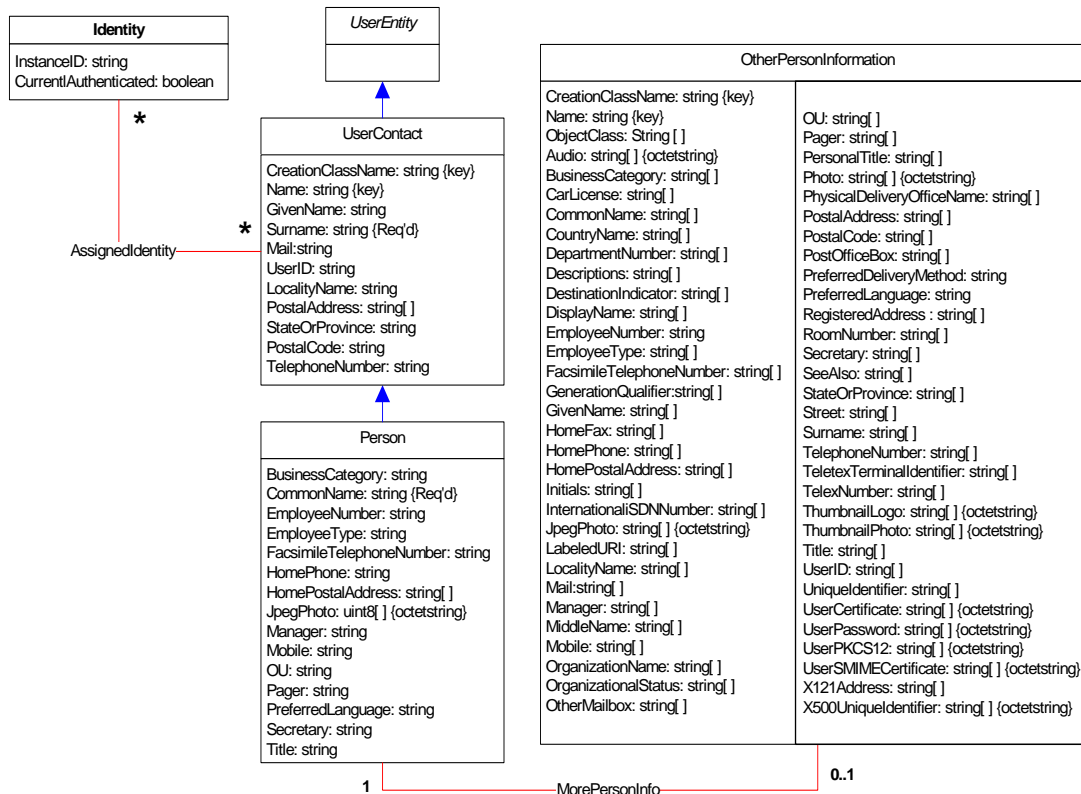 Identity
InstanceID: string
CurrentlAuthenticated: boolean
*
*
AssignedIdentity
UserEntity
UserContact
CreationClassName: string {key}
Name: string {key}
GivenName: string
Surname: string {Req'd}
Mail:string
UserID: string
LocalityName: string
PostalAddress: string[ ]
StateOrProvince: string
PostalCode: string
TelephoneNumber: string
Person
BusinessCategory: string
CommonName: string {Req'd}
EmployeeNumber: string
EmployeeType: string
FacsimileTelephoneNumber: string
HomePhone: string
HomePostalAddress: string[ ]
JpegPhoto: uint8[ ] {octetstring}
Manager: string
Mobile: string
OU: string
Pager: string
PreferredLanguage: string
Secretary: string
Title: string
OtherPersonInformation
CreationClassName: string {key}
Name: string {key}
ObjectClass: String [ ]
Audio: string[ ] {octetstring}
BusinessCategory: string[ ]
CarLicense: string[ ]
CommonName: string[ ]
CountryName: string[ ]
DepartmentNumber: string[ ]
Descriptions: string[ ]
DestinationIndicator: string[ ]
DisplayName: string[ ]
EmployeeNumber: string
EmployeeType: string[ ]
FacsimileTelephoneNumber: string[ ]
GenerationQualifier:string[ ]
GivenName: string[ ]
HomeFax: string[ ]
HomePhone: string[ ]
HomePostalAddress: string[ ]
Initials: string[ ]
InternationaliSDNNumber: string[ ]
JpegPhoto: string[ ] {octetstring}
LabeledURI: string[ ]
LocalityName: string[ ]
Mail:string[ ]
Manager: string[ ]
MiddleName: string[ ]
Mobile: string[ ]
OrganizationName: string[ ]
OrganizationalStatus: string[ ]
OtherMailbox: string[ ]
OU: string[ ]
Pager: string[ ]
PersonalTitle: string[ ]
Photo: string[ ] {octetstring}
PhysicalDeliveryOfficeName: string[ ]
PostalAddress: string[ ]
PostalCode: string[ ]
PostOfficeBox: string[ ]
PreferredDeliveryMethod: string
PreferredLanguage: string
RegisteredAddress : string[ ]
RoomNumber: string[ ]
Secretary: string[ ]
SeeAlso: string[ ]
StateOrProvince: string[ ]
Street: string[ ]
Surname: string[ ]
TelephoneNumber: string[ ]
TeletexTerminalIdentifier: string[ ]
TelexNumber: string[ ]
ThumbnailLogo: string[ ] {octetstring}
ThumbnailPhoto: string[ ] {octetstring}
Title: string[ ]
UserID: string[ ]
UniqueIdentifier: string[ ]
UserCertificate: string[ ] {octetstring}
UserPassword: string[ ] {octetstring}
UserPKCS12: string[ ] {octetstring}
UserSMIMECertificate: string[ ] {octetstring}
X121Address: string[ ]
X500UniqueIdentifier: string[ ] {octetstring}
1
MorePersonInfo
0..1